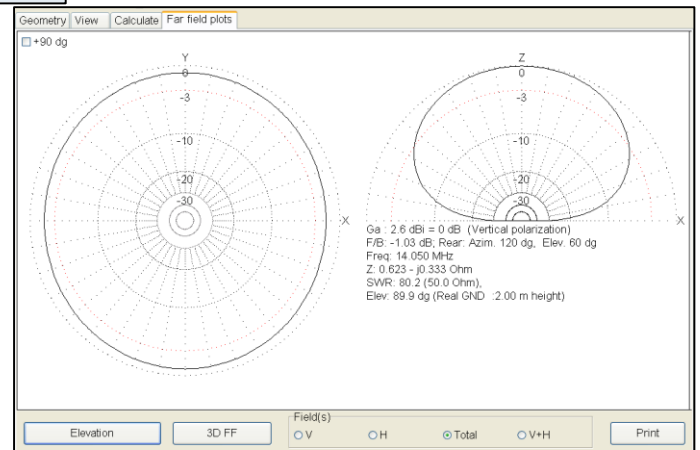 Geometry View Calculate Far field plots
+90 dg
Y
0
-3
-10
-20
-30
X
Z
0
-3
-10
-20
-30
X
Ga : 2.6 dBi = 0 dB (Vertical polarization)
F/B: -1.03 dB; Rear: Azim. 120 dg, Elev. 60 dg
Freq: 14.050 MHz
Z: 0.623 - j0.333 Ohm
SWR: 80.2 (50.0 Ohm),
Elev: 89.9 dg (Real GND :2.00 m height)
Elevation
3D FF
Field(s)
V H Total V+H
Print